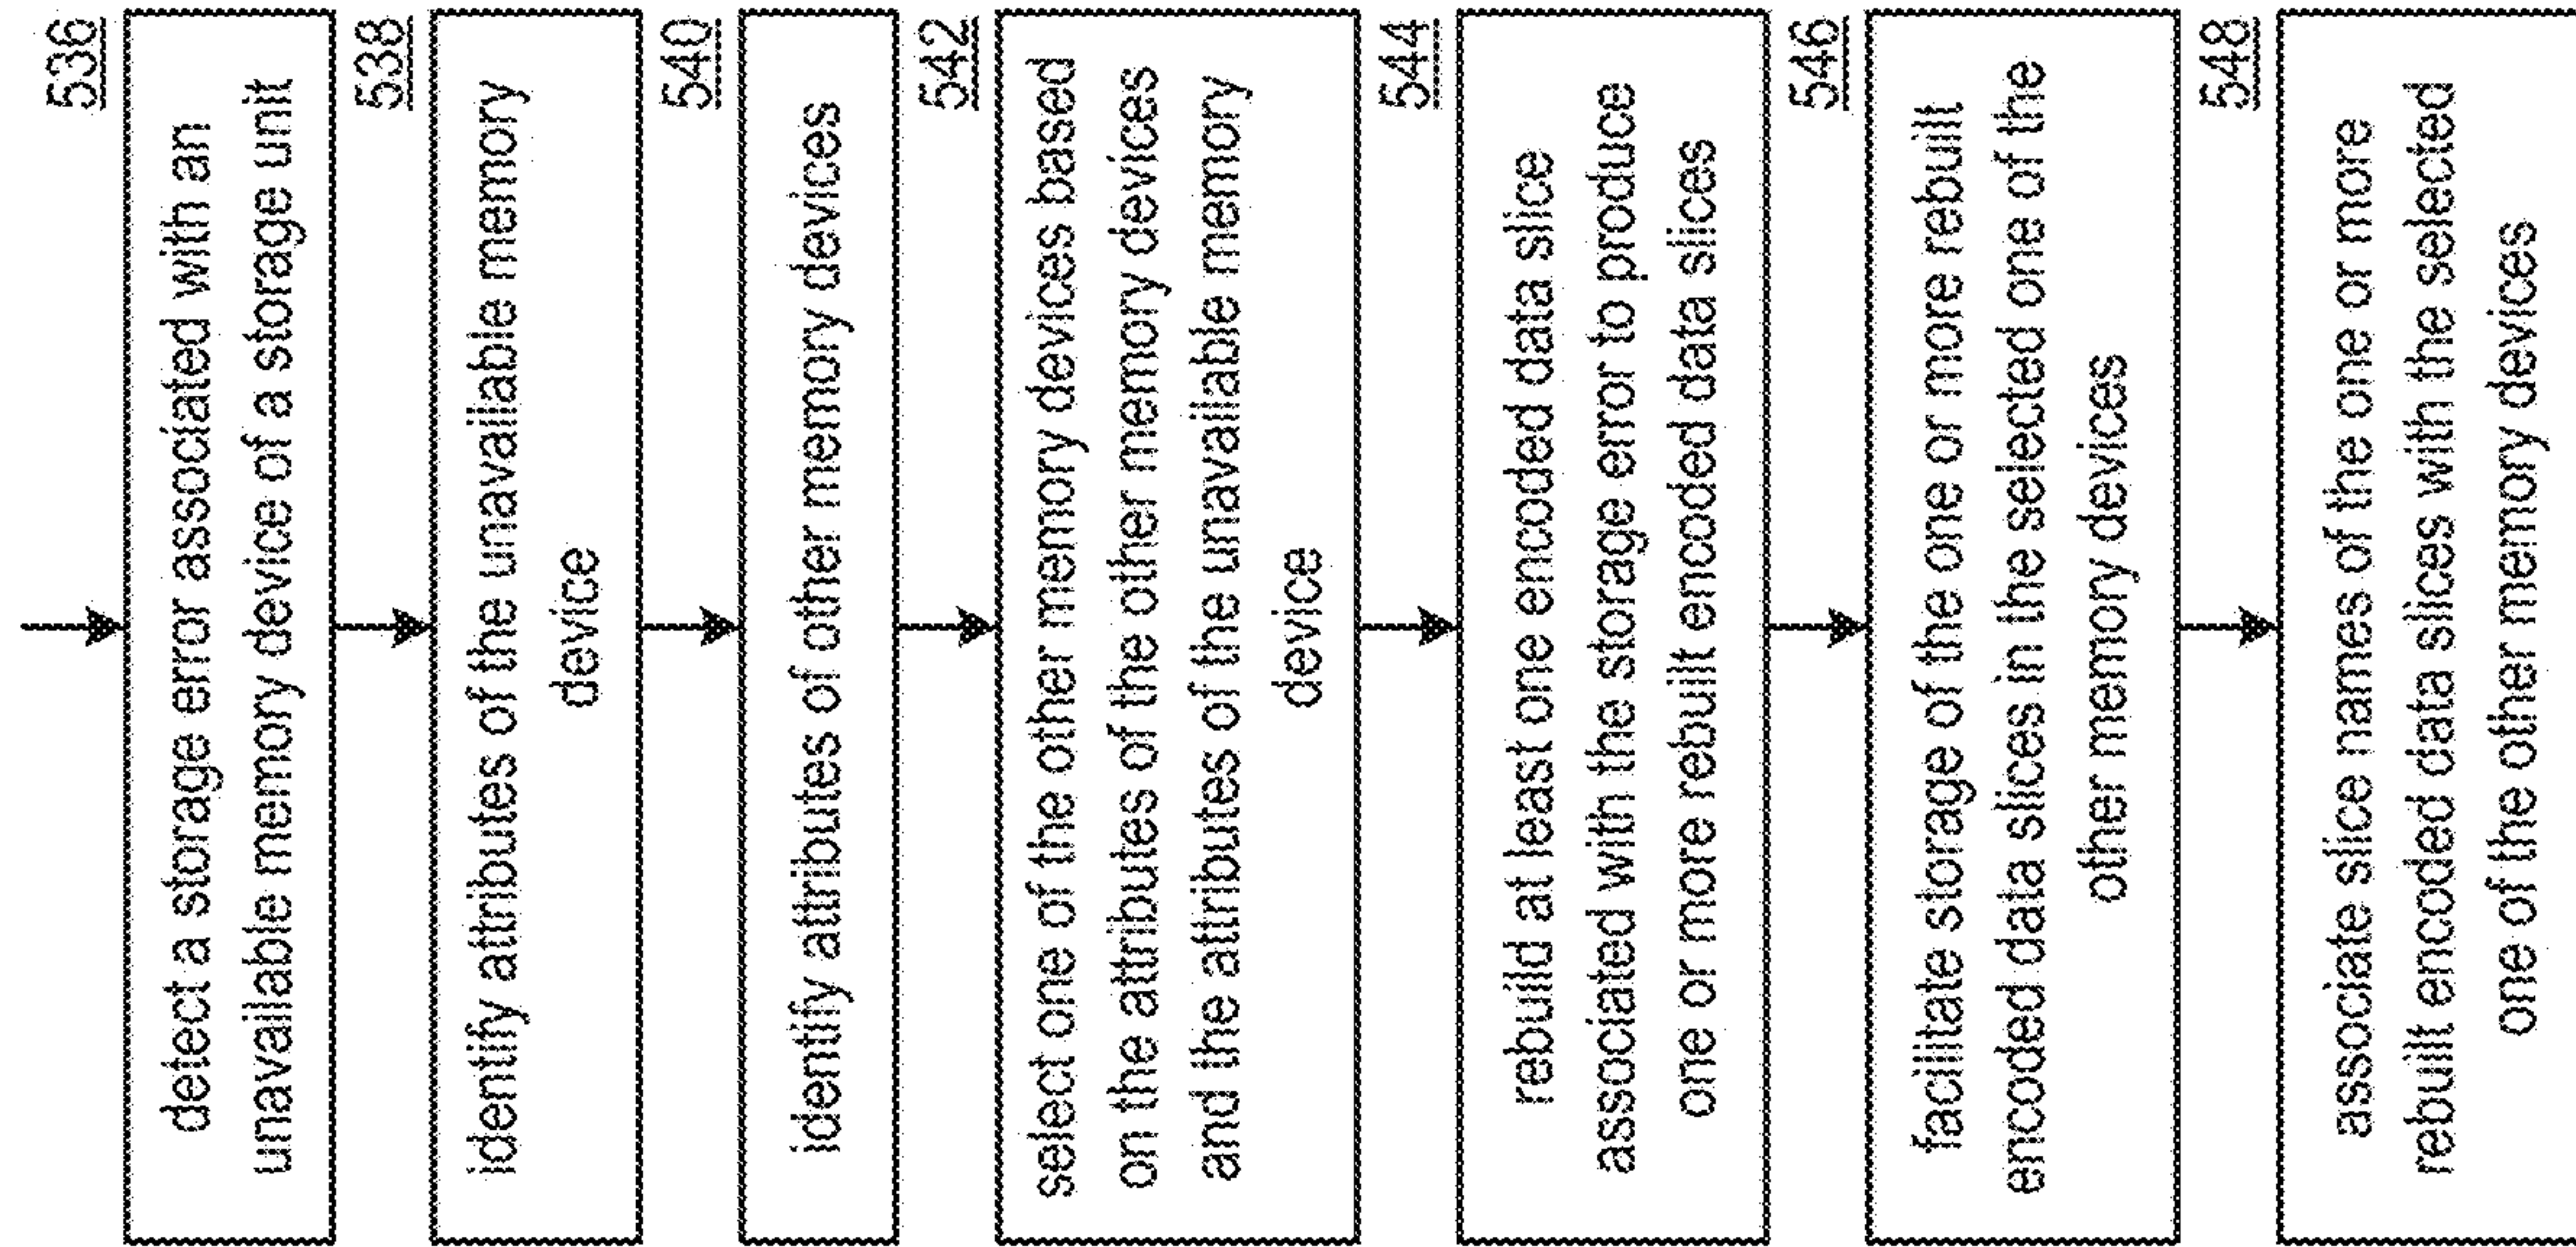 536
detect a storage error associated with an
unavailable memory device of a storage unit
538
identify attributes of the unavailable memory
device
540
identify attributes of other memory devices
542
select one of the other memory devices based
on the attributes of the other memory devices
and the attributes of the unavailable memory
device
544
rebuild at least one encoded data slice
associated with the storage error to produce
one or more rebuilt encoded data slices
546
facilitate storage of the one or more rebuilt
encoded data slices in the selected one of the
other memory devices
548
associate slice names of the one or more
rebuilt encoded data slices with the selected
one of the other memory devices